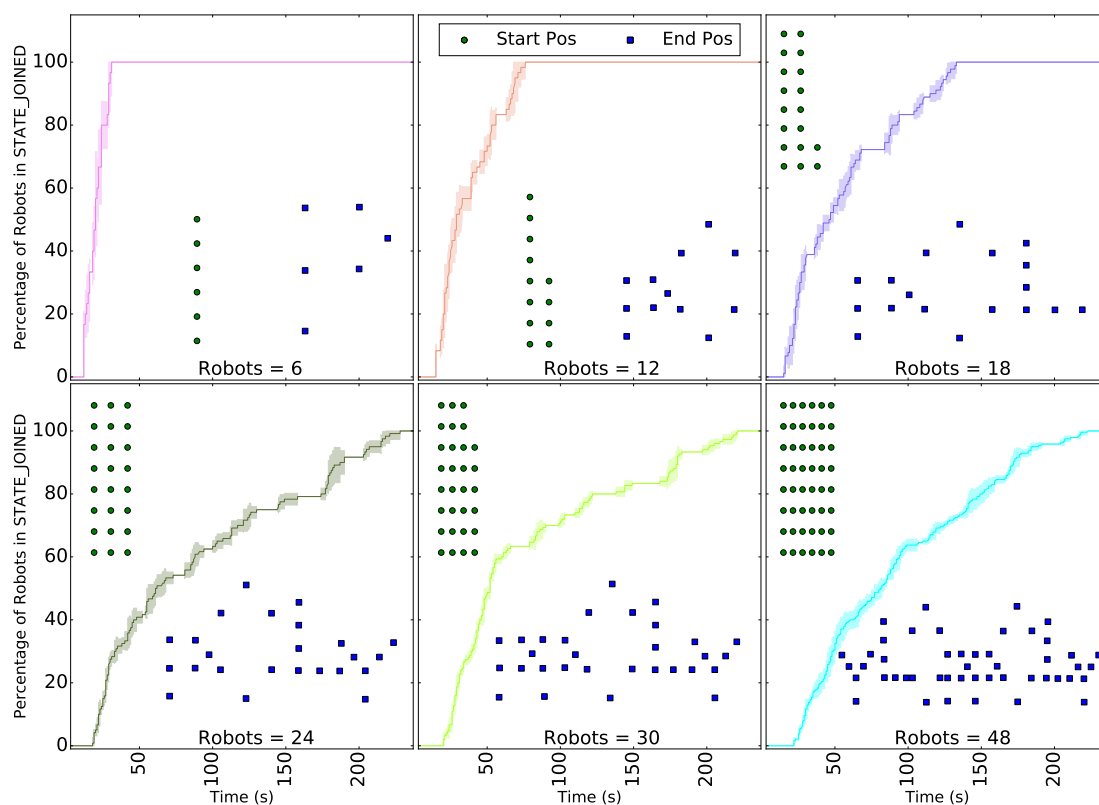 Start Pos End Pos
Percentage of Robots in STATE_JOINED
100
80
60
40
20
0
Robots = 6
Robots = 12
Robots = 18
Percentage of Robots in STATE_JOINED
100
80
60
40
20
0
Robots = 24
Robots = 30
Robots = 48
50 100 150 200
50 100 150 200
50 100 150 200
Time (s)
Time (s)
Time (s)